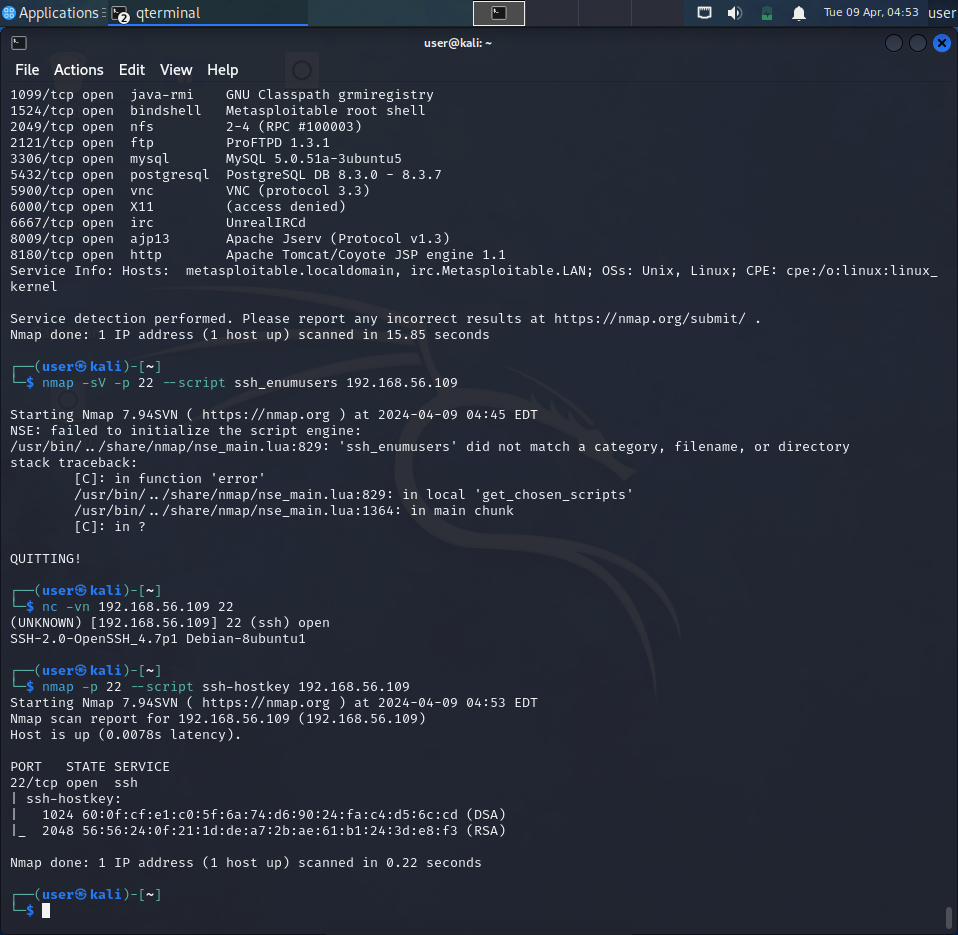 Applications
2
qterminal
Tue 09 Apr, 04:53
user
user@kali: ~
File Actions Edit View Help
1099/tcp open  java-rmi    GNU Classpath grmiregistry
1524/tcp open  bindshell   Metasploitable root shell
2049/tcp open  nfs         2-4 (RPC #100003)
2121/tcp open  ftp         ProFTPD 1.3.1
3306/tcp open  mysql       MySQL 5.0.51a-3ubuntu5
5432/tcp open  postgresql  PostgreSQL DB 8.3.0 - 8.3.7
5900/tcp open  vnc         VNC (protocol 3.3)
6000/tcp open  X11         (access denied)
6667/tcp open  irc         UnrealIRCd
8009/tcp open  ajp13       Apache Jserv (Protocol v1.3)
8180/tcp open  http        Apache Tomcat/Coyote JSP engine 1.1
Service Info: Hosts:  metasploitable.localdomain, irc.Metasploitable.LAN; OSs: Unix, Linux; CPE: cpe:/o:linux:linux_
kernel
Service detection performed. Please report any incorrect results at https://nmap.org/submit/ .
Nmap done: 1 IP address (1 host up) scanned in 15.85 seconds
┌──(user㉿kali)-[~]
└─$ nmap -sV -p 22 --script ssh_enumusers 192.168.56.109
Starting Nmap 7.94SVN ( https://nmap.org ) at 2024-04-09 04:45 EDT
NSE: failed to initialize the script engine:
/usr/bin/../share/nmap/nse_main.lua:829: 'ssh_enumusers' did not match a category, filename, or directory
stack traceback:
        [C]: in function 'error'
        /usr/bin/../share/nmap/nse_main.lua:829: in local 'get_chosen_scripts'
        /usr/bin/../share/nmap/nse_main.lua:1364: in main chunk
        [C]: in ?
QUITTING!
┌──(user㉿kali)-[~]
└─$ nc -vn 192.168.56.109 22
(UNKNOWN) [192.168.56.109] 22 (ssh) open
SSH-2.0-OpenSSH_4.7p1 Debian-8ubuntu1
┌──(user㉿kali)-[~]
└─$ nmap -p 22 --script ssh-hostkey 192.168.56.109
Starting Nmap 7.94SVN ( https://nmap.org ) at 2024-04-09 04:53 EDT
Nmap scan report for 192.168.56.109 (192.168.56.109)
Host is up (0.0078s latency).
PORT   STATE SERVICE
22/tcp open  ssh
| ssh-hostkey:
|   1024 60:0f:cf:e1:c0:5f:6a:74:d6:90:24:fa:c4:d5:6c:cd (DSA)
|_  2048 56:56:24:0f:21:1d:de:a7:2b:ae:61:b1:24:3d:e8:f3 (RSA)
Nmap done: 1 IP address (1 host up) scanned in 0.22 seconds
┌──(user㉿kali)-[~]
└─$